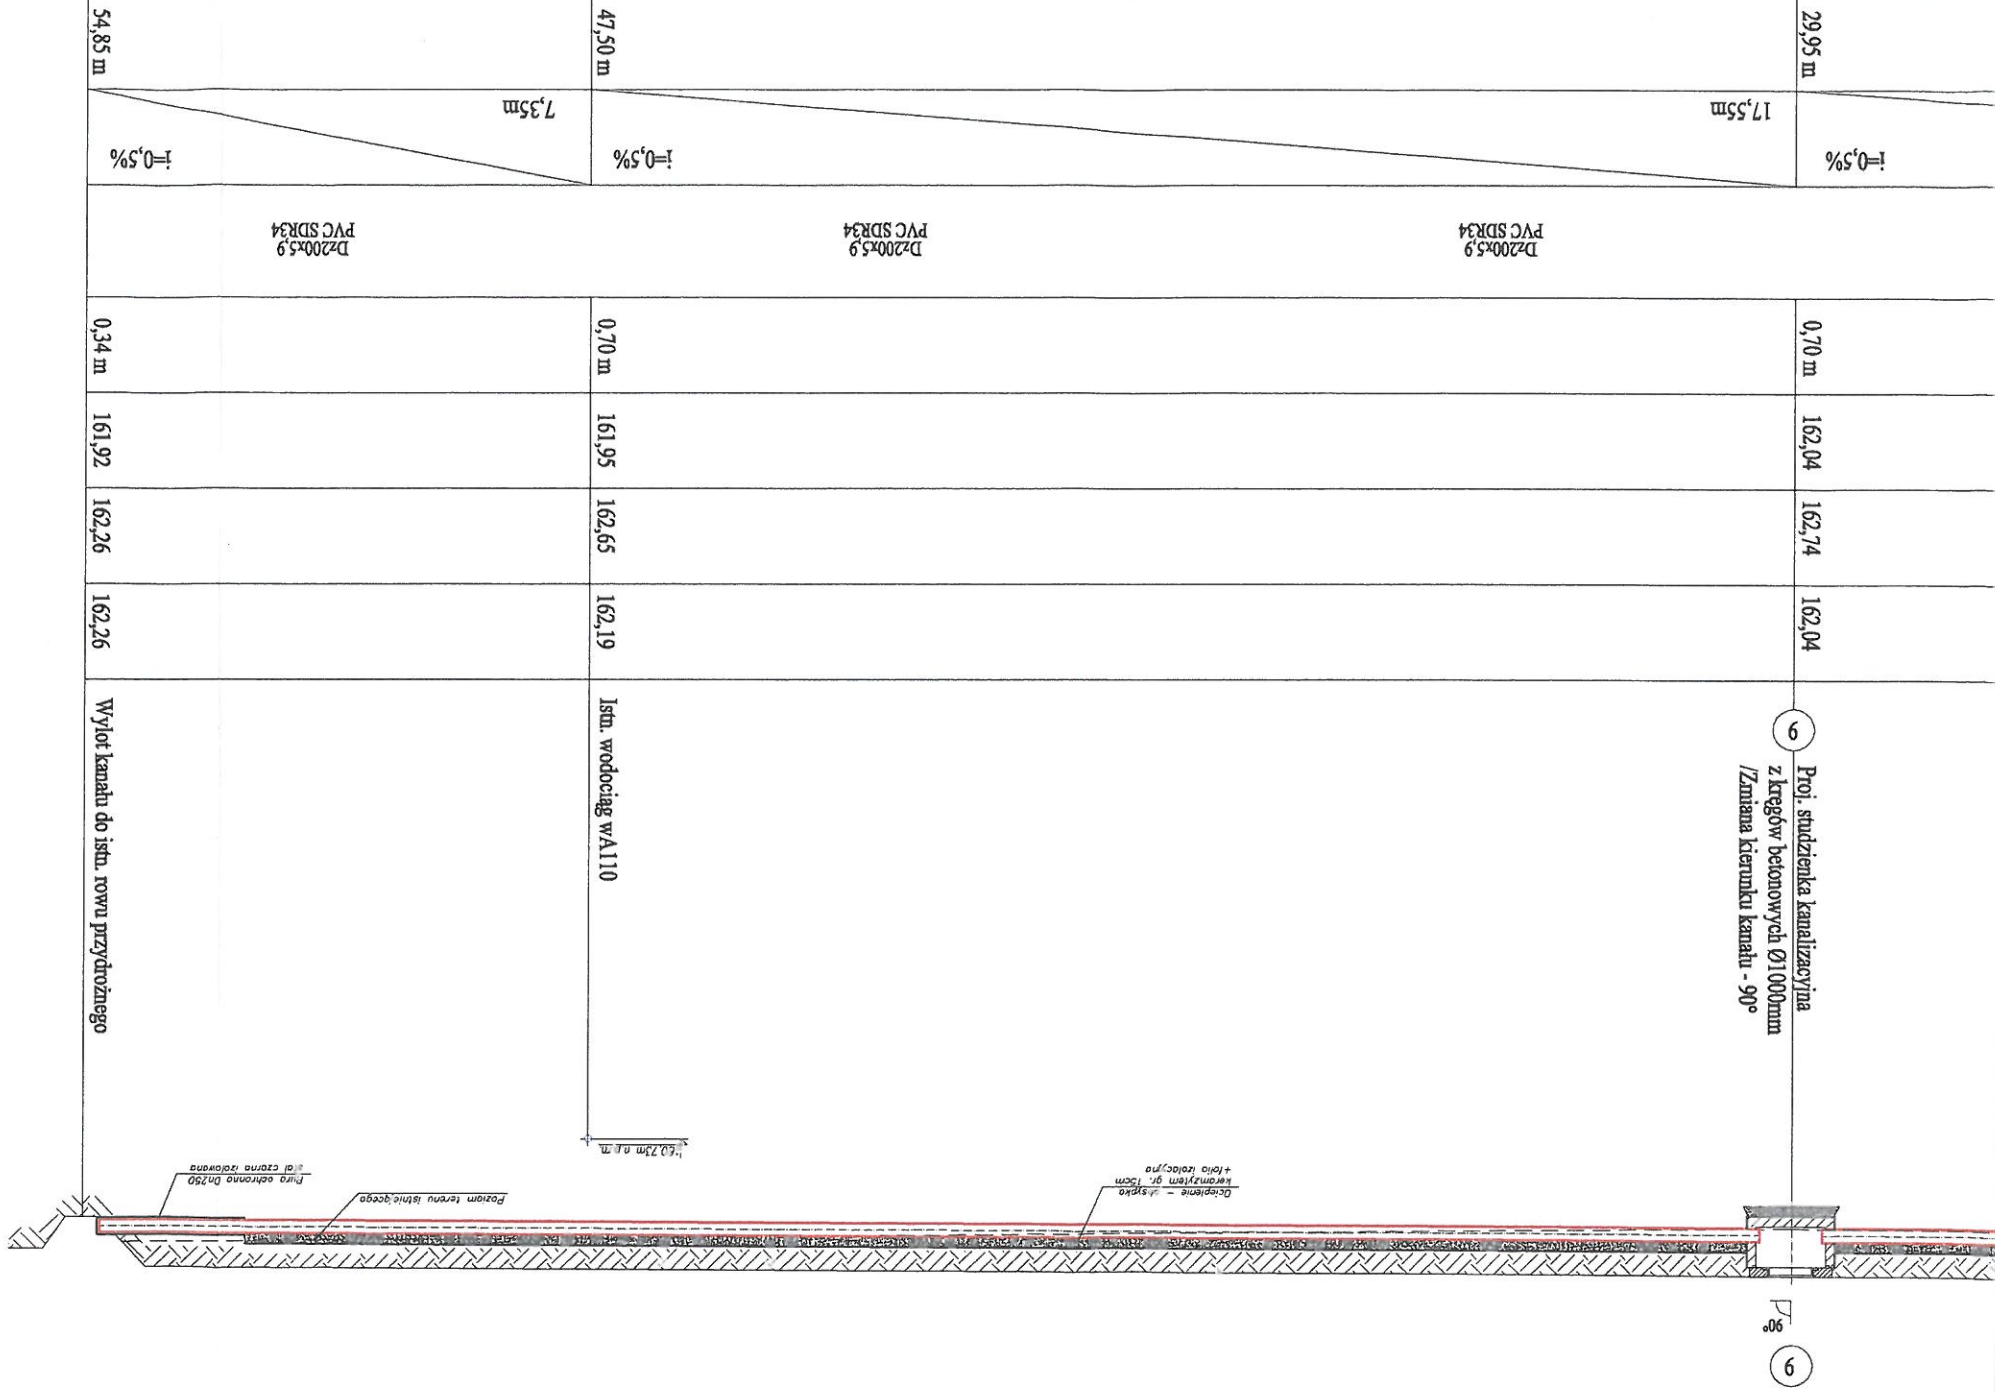 6
90°
Ocieplenie – obsypka
keramzytem gr. 15cm
+folia izolacyjna
Poziom terenu istniejącego
Rura ochronna Dn250
stal czarna izolowana
160,73m n.p.m.
6
Proj. studzienka kanalizacyjna
z kręgów betonowych Ø1000mm
/Zmiana kierunku kanału - 90°
Istn. wodociąg wA110
Wylot kanału do istn. rowu przydrożnego
162,04
162,19
162,26
162,74
162,65
162,26
162,04
161,95
161,92
0,70 m
0,70 m
0,34 m
Dz200x5,9
PVC SDR34
Dz200x5,9
PVC SDR34
Dz200x5,9
PVC SDR34
i=0,5%
i=0,5%
i=0,5%
17,55m
7,35m
29,95 m
47,50 m
54,85 m